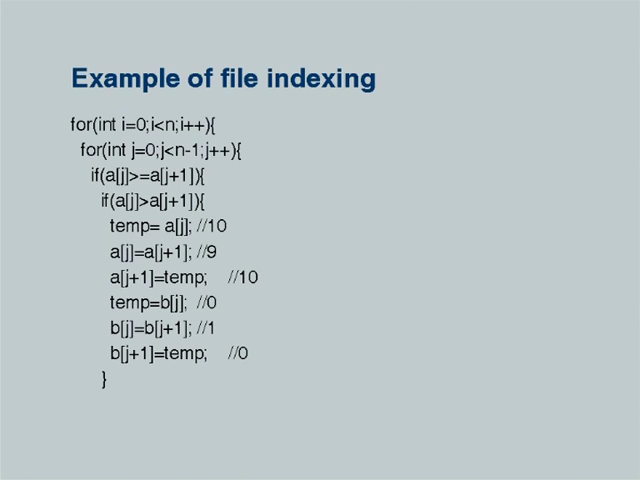 Example of file indexing
for(int i=0;i<n;i++){
for(int j=0;j<n-1;j++){
if(a[j]>=a[j+1]){
if(a[j]>a[j+1]){
temp= a[j]; //10
a[j]=a[j+1]; //9
a[j+1]=temp; //10
temp=b[j]; //0
b[j]=b[j+1]; //1
b[j+1]=temp; //0
}